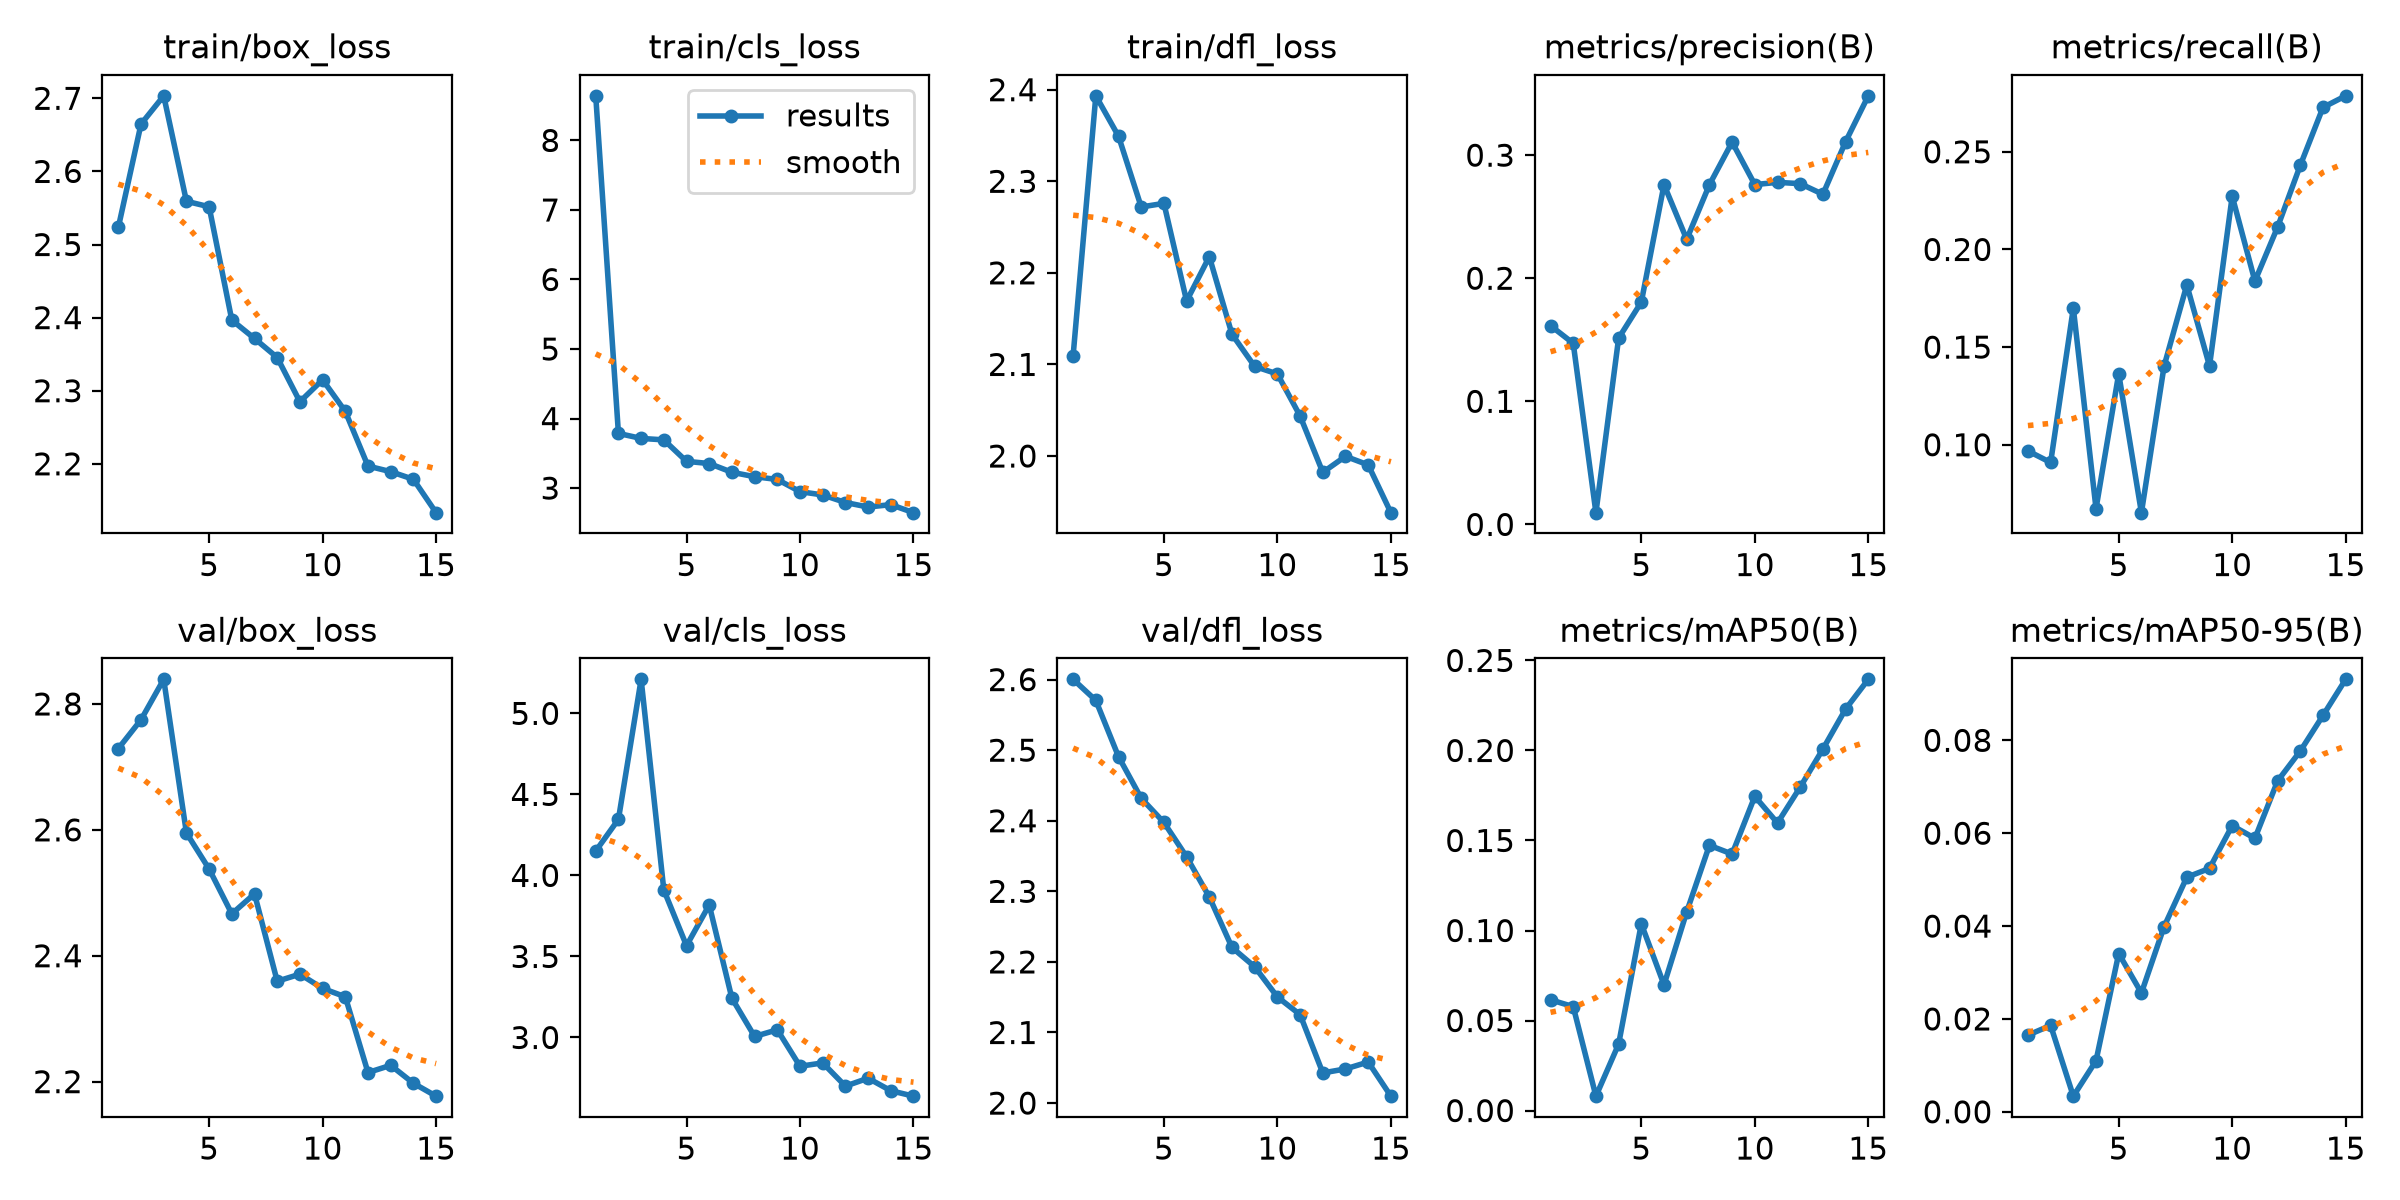 train/box_loss
2.7
2.6
2.5
2.4
2.3
2.2
5 10 15
train/cls_loss
results
smooth
8
7
6
5
4
3
5 10 15
train/dfl_loss
2.4
2.3
2.2
2.1
2.0
5 10 15
metrics/precision(B)
0.3
0.2
0.1
0.0
5 10 15
metrics/recall(B)
0.25
0.20
0.15
0.10
5 10 15
val/box_loss
2.8
2.6
2.4
2.2
5 10 15
val/cls_loss
5.0
4.5
4.0
3.5
3.0
5 10 15
val/dfl_loss
2.6
2.5
2.4
2.3
2.2
2.1
2.0
5 10 15
metrics/mAP50(B)
0.25
0.20
0.15
0.10
0.05
0.00
5 10 15
metrics/mAP50-95(B)
0.08
0.06
0.04
0.02
0.00
5 10 15